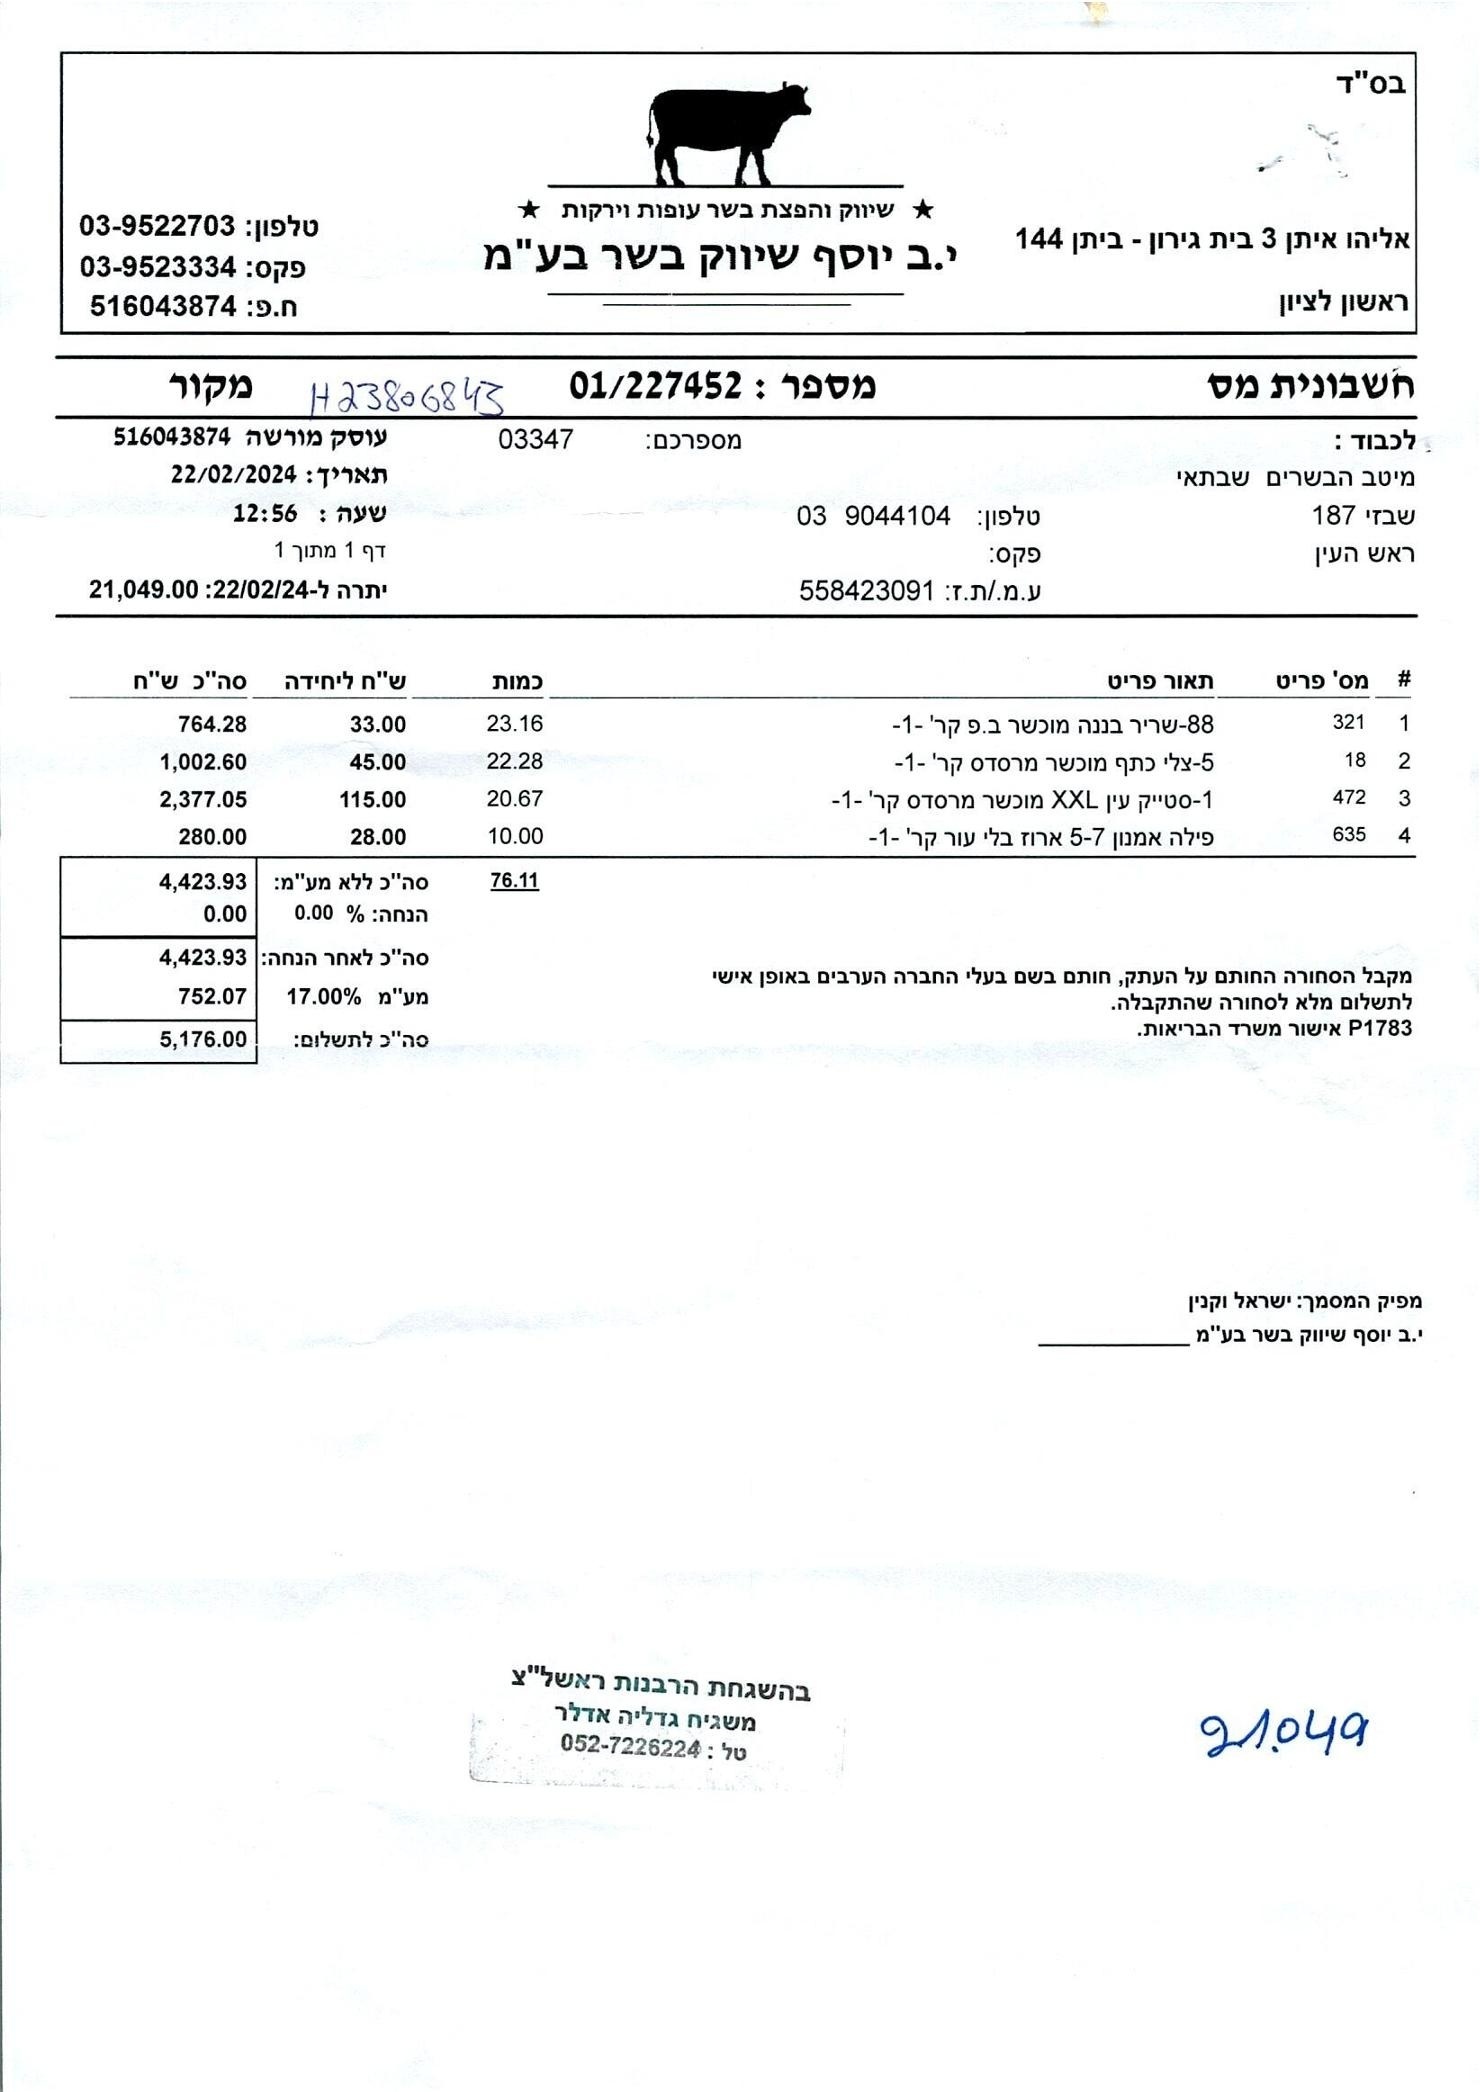 בס"ד
★ שיווק והפצת בשר עופות וירקות ★
י.ב יוסף שיווק בשר בע"מ
אליהו איתן 3 בית גירון - ביתן 144
ראשון לציון
טלפון: 03-9522703
פקס: 03-9523334
ח.פ: 516043874
חשבונית מס מספר : 01/227452 H23806843 מקור
לכבוד : מספרכם: 03347 עוסק מורשה 516043874
מיטב הבשרים שבתאי תאריך: 22/02/2024
שבזי 187 טלפון: 03 9044104 שעה : 12:56
ראש העין פקס: דף 1 מתוך 1
ע.מ./ת.ז: 558423091 יתרה ל-22/02/24: 21,049.00
# מס' פריט תאור פריט כמות ש"ח ליחידה סה"כ ש"ח
1 321 88-שריר בננה מוכשר ב.פ קר' -1- 23.16 33.00 764.28
2 18 5-צלי כתף מוכשר מרסדס קר' -1- 22.28 45.00 1,002.60
3 472 1-סטייק עין XXL מוכשר מרסדס קר' -1- 20.67 115.00 2,377.05
4 635 פילה אמנון 5-7 ארוז בלי עור קר' -1- 10.00 28.00 280.00
76.11 סה"כ ללא מע"מ: 4,423.93
הנחה: % 0.00 0.00
סה"כ לאחר הנחה: 4,423.93
מע"מ 17.00% 752.07
סה"כ לתשלום: 5,176.00
מקבל הסחורה החותם על העתק, חותם בשם בעלי החברה הערבים באופן אישי
לתשלום מלא לסחורה שהתקבלה.
P1783 אישור משרד הבריאות.
מפיק המסמך: ישראל וקנין
י.ב יוסף שיווק בשר בע"מ
בהשגחת הרבנות ראשל"צ
משגיח גדליה אדלר
טל : 052-7226224
21.049